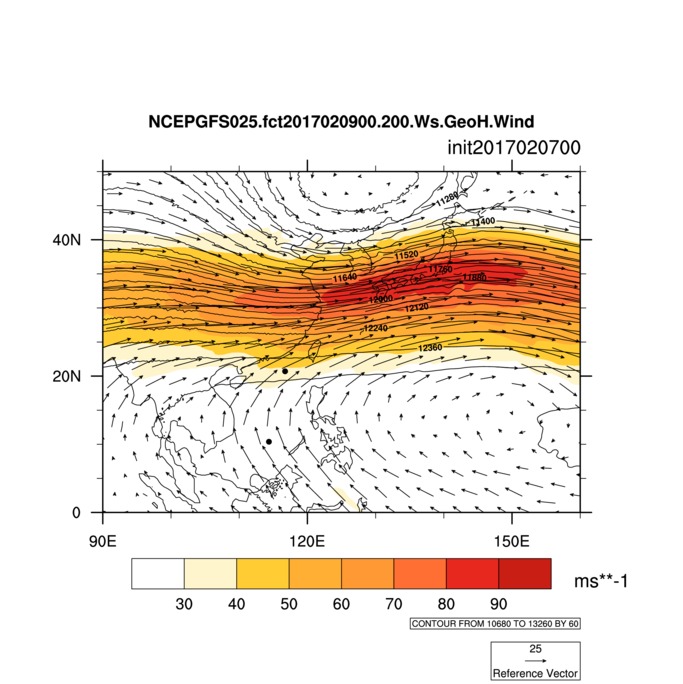 NCEPGFS025.fct2017020900.200.Ws.GeoH.Wind
init2017020700
11280
11400
40N
11520
11640
11760
11880
12000
12120
12240
12360
20N
0
90E 120E 150E
30 40 50 60 70 80 90
ms**-1
CONTOUR FROM 10680 TO 13260 BY 60
25
Reference Vector